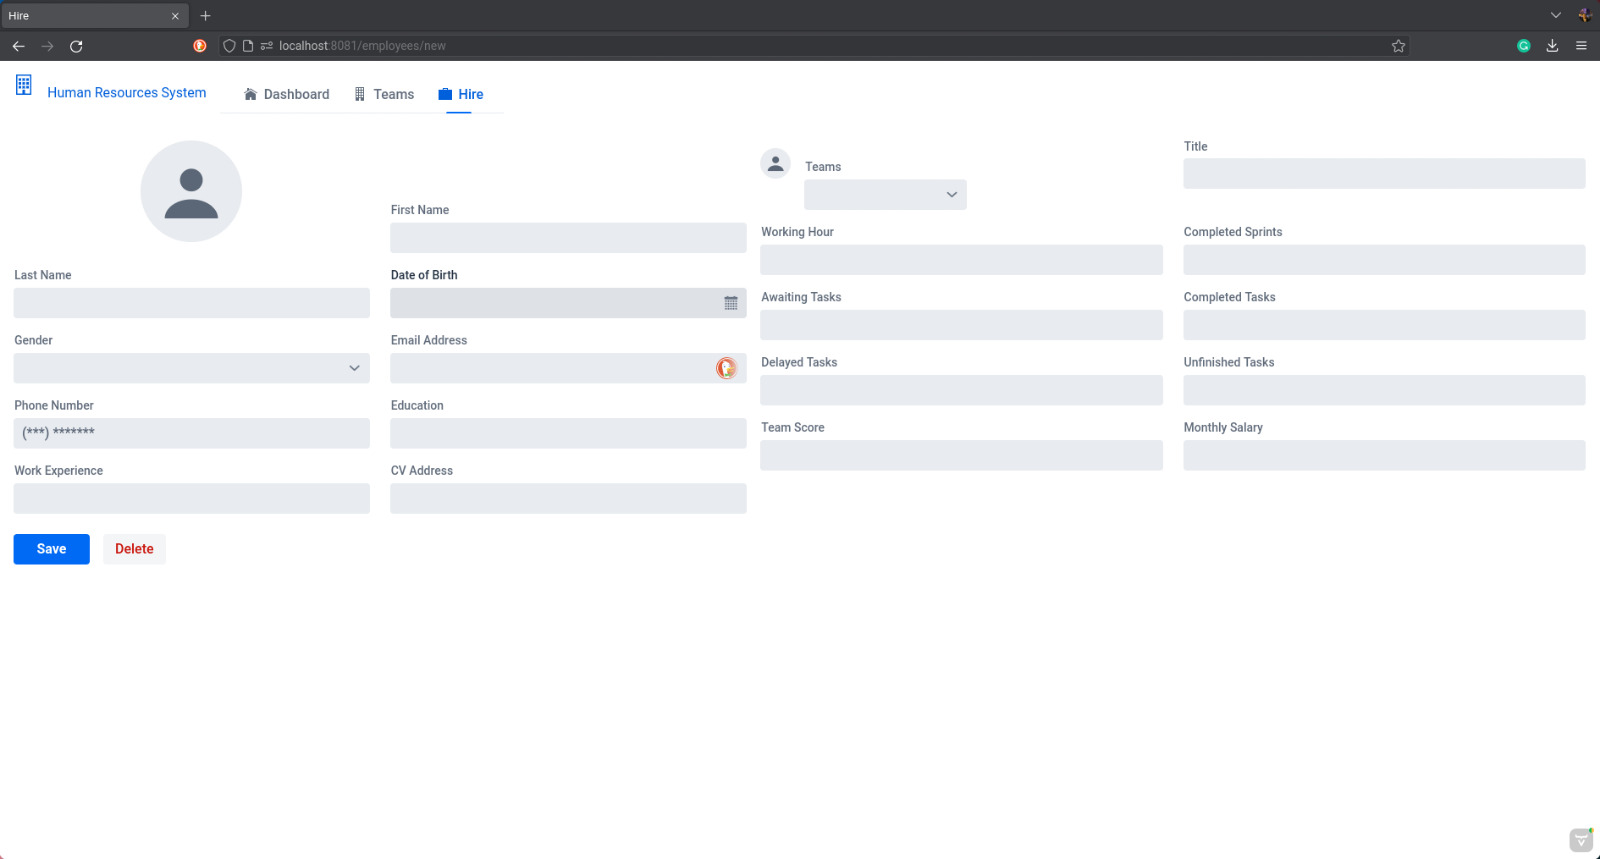 Hire
localhost:8081/employees/new
Human Resources System
Dashboard
Teams
Hire
First Name
Last Name
Date of Birth
Gender
Email Address
Phone Number
(***) *******
Education
Work Experience
CV Address
Save
Delete
Teams
Title
Working Hour
Completed Sprints
Awaiting Tasks
Completed Tasks
Delayed Tasks
Unfinished Tasks
Team Score
Monthly Salary